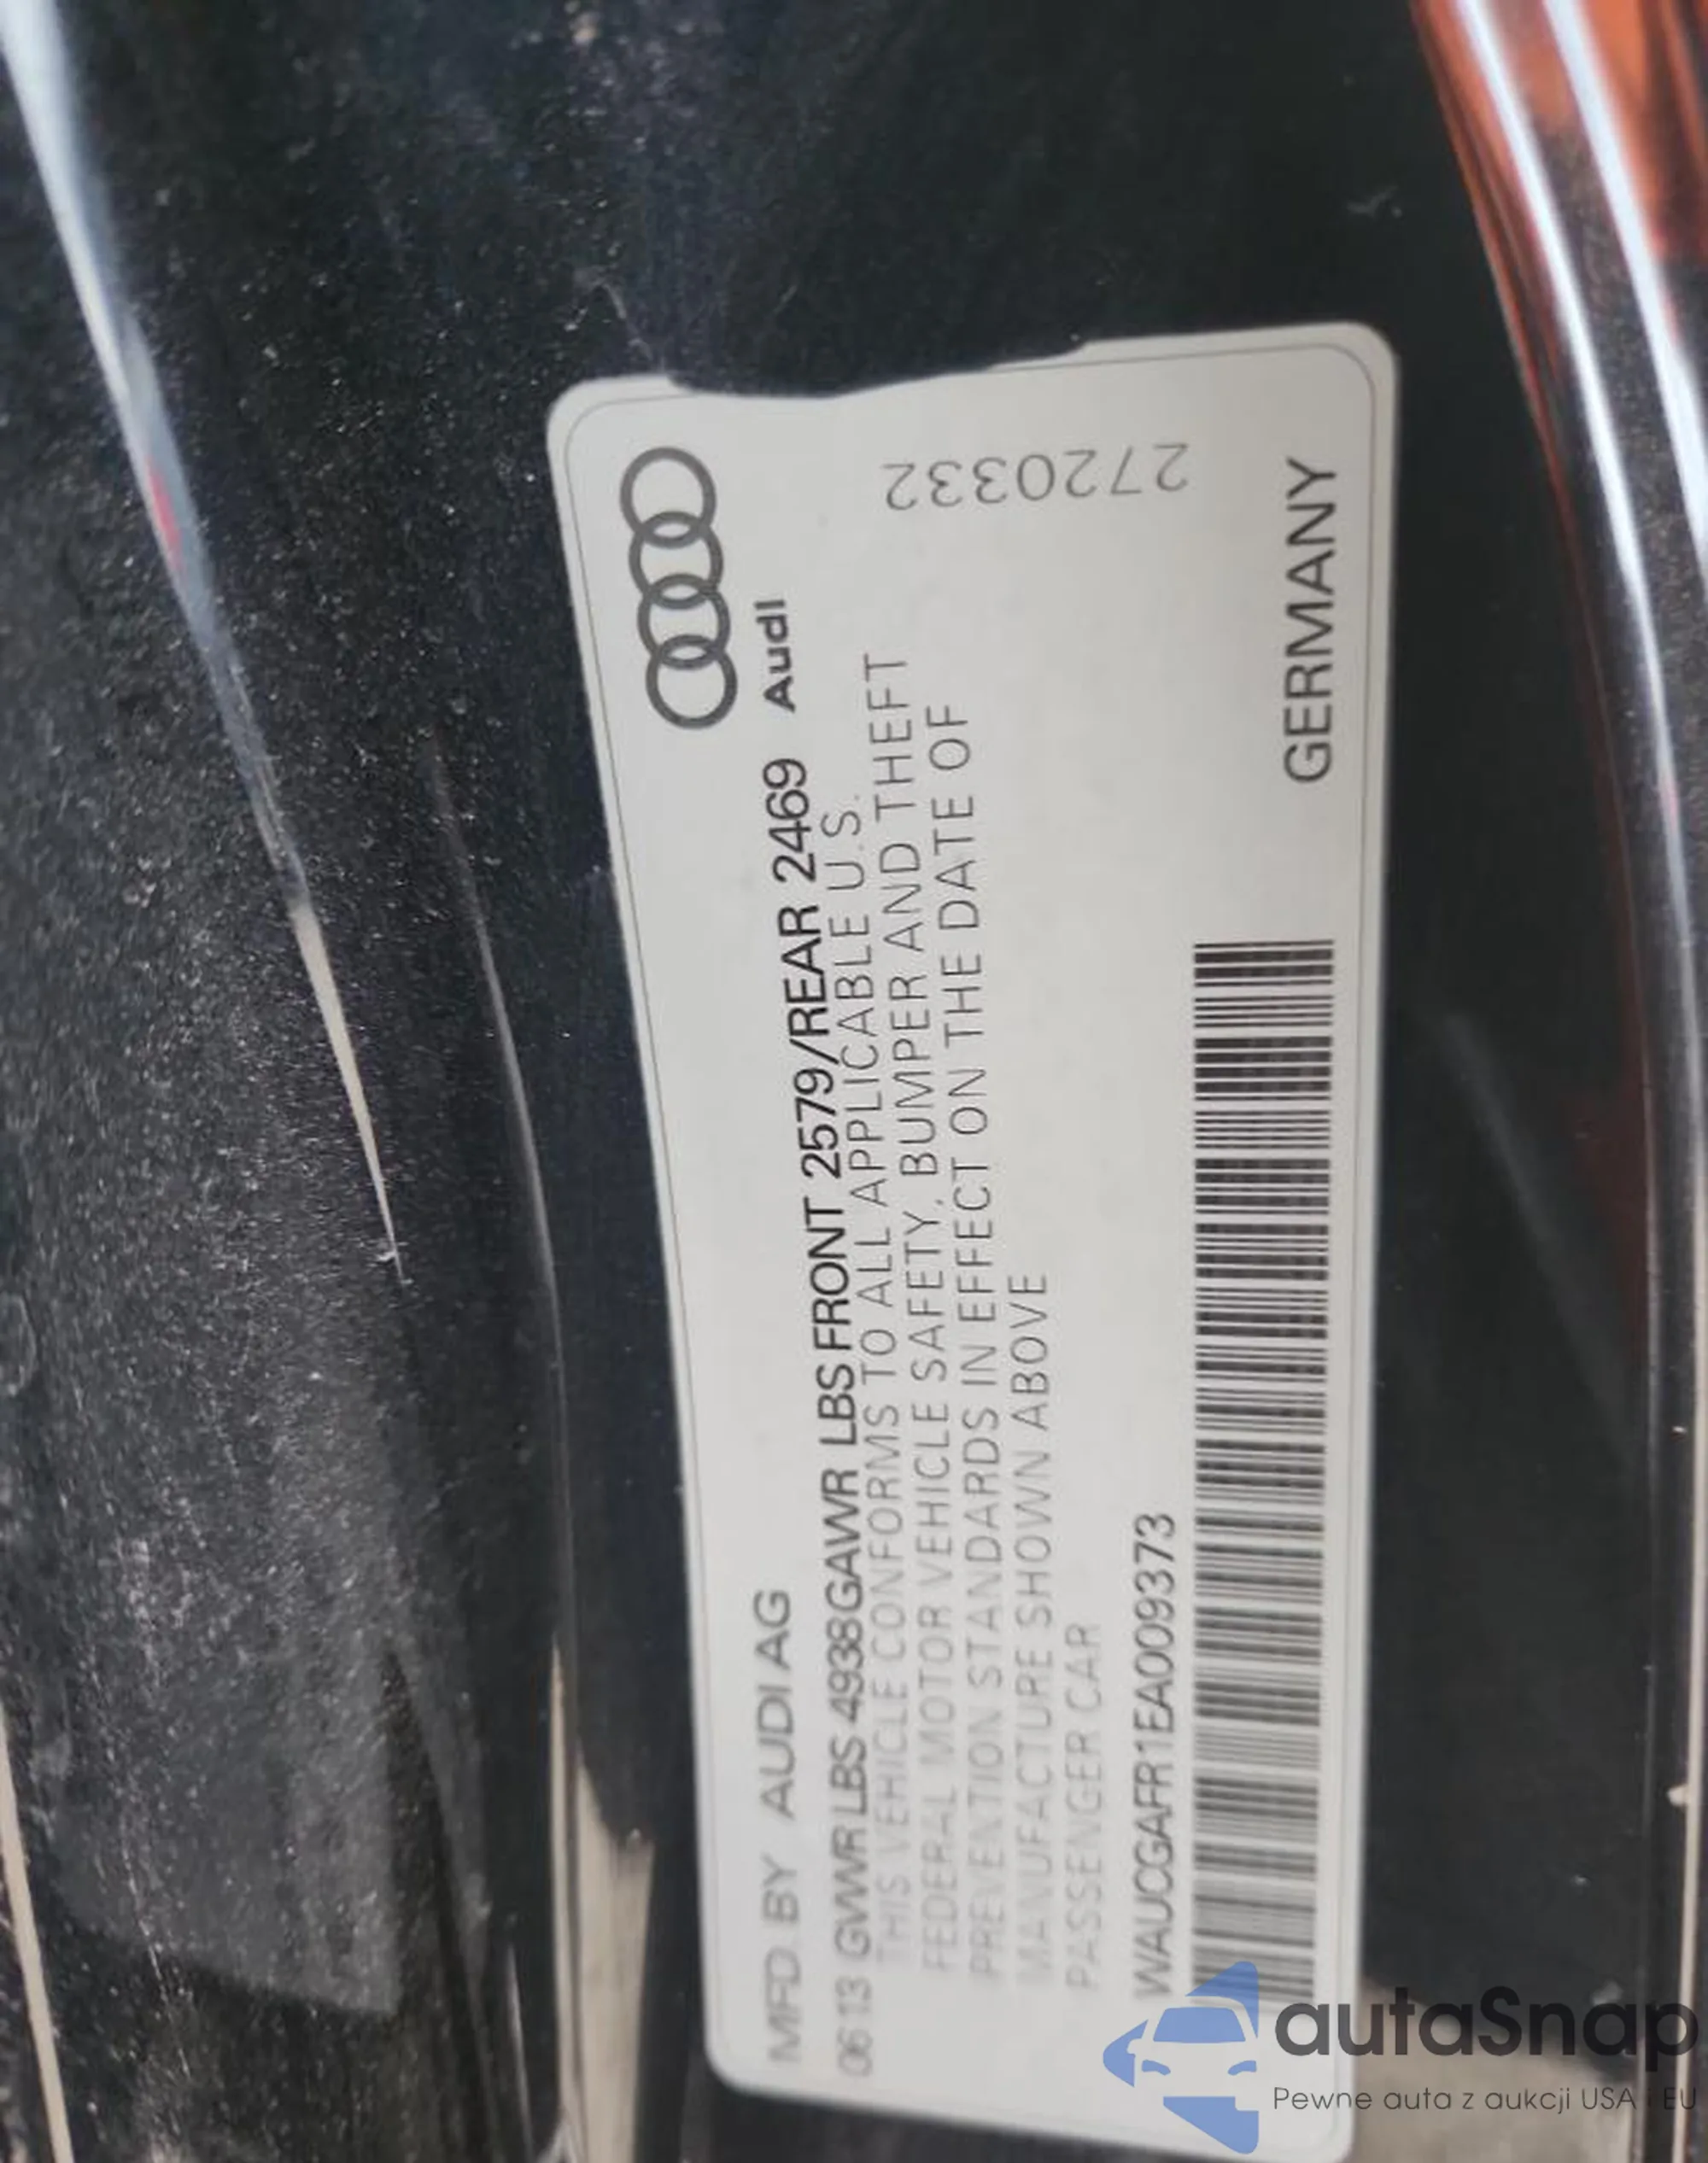 Audi
MFD. BY AUDI AG
06 13 GVWR LBS 4938 GAWR LBS FRONT 2579/REAR 2469
THIS VEHICLE CONFORMS TO ALL APPLICABLE U.S.
FEDERAL MOTOR VEHICLE SAFETY, BUMPER AND THEFT
PREVENTION STANDARDS IN EFFECT ON THE DATE OF
MANUFACTURE SHOWN ABOVE
PASSENGER CAR
2720332
WAUCGAFR1EA009373
GERMANY
autaSnap
Pewne auta z aukcji USA i EU